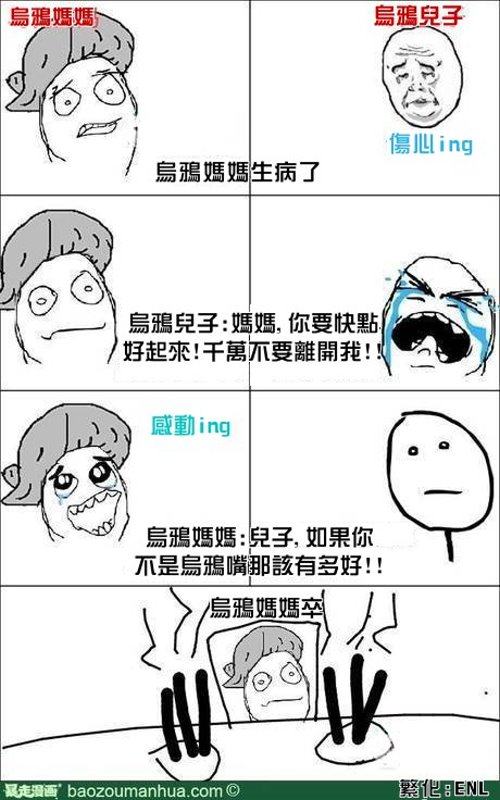 烏鴉媽媽
烏鴉兒子
傷心ing
烏鴉媽媽生病了
烏鴉兒子:媽媽,你要快點
好起來!千萬不要離開我!!
感動ing
烏鴉媽媽:兒子,如果你
不是烏鴉嘴那該有多好!!
烏鴉媽媽卒
暴走漫画 baozoumanhua.com ©
繁化:ENL